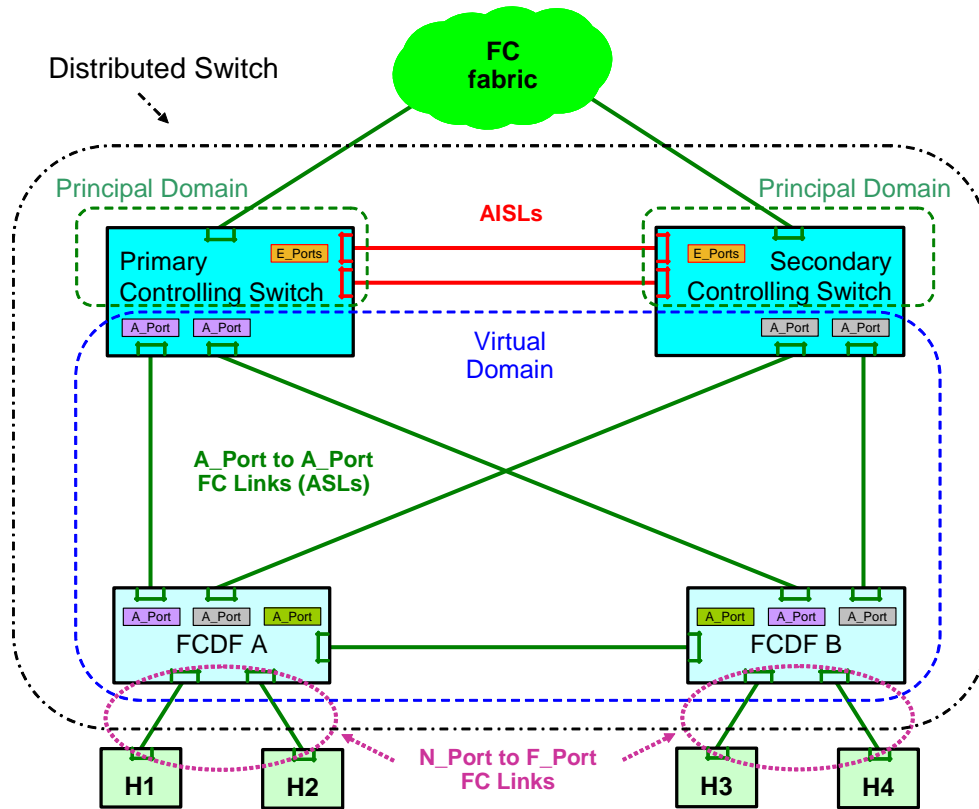 FC
fabric
Distributed Switch
Principal Domain
Principal Domain
AISLs
Primary
Controlling Switch
E_Ports
E_Ports
Secondary
Controlling Switch
A_Port
A_Port
A_Port
A_Port
Virtual
Domain
A_Port to A_Port
FC Links (ASLs)
A_Port
A_Port
A_Port
FCDF A
A_Port
A_Port
A_Port
FCDF B
N_Port to F_Port
FC Links
H1
H2
H3
H4